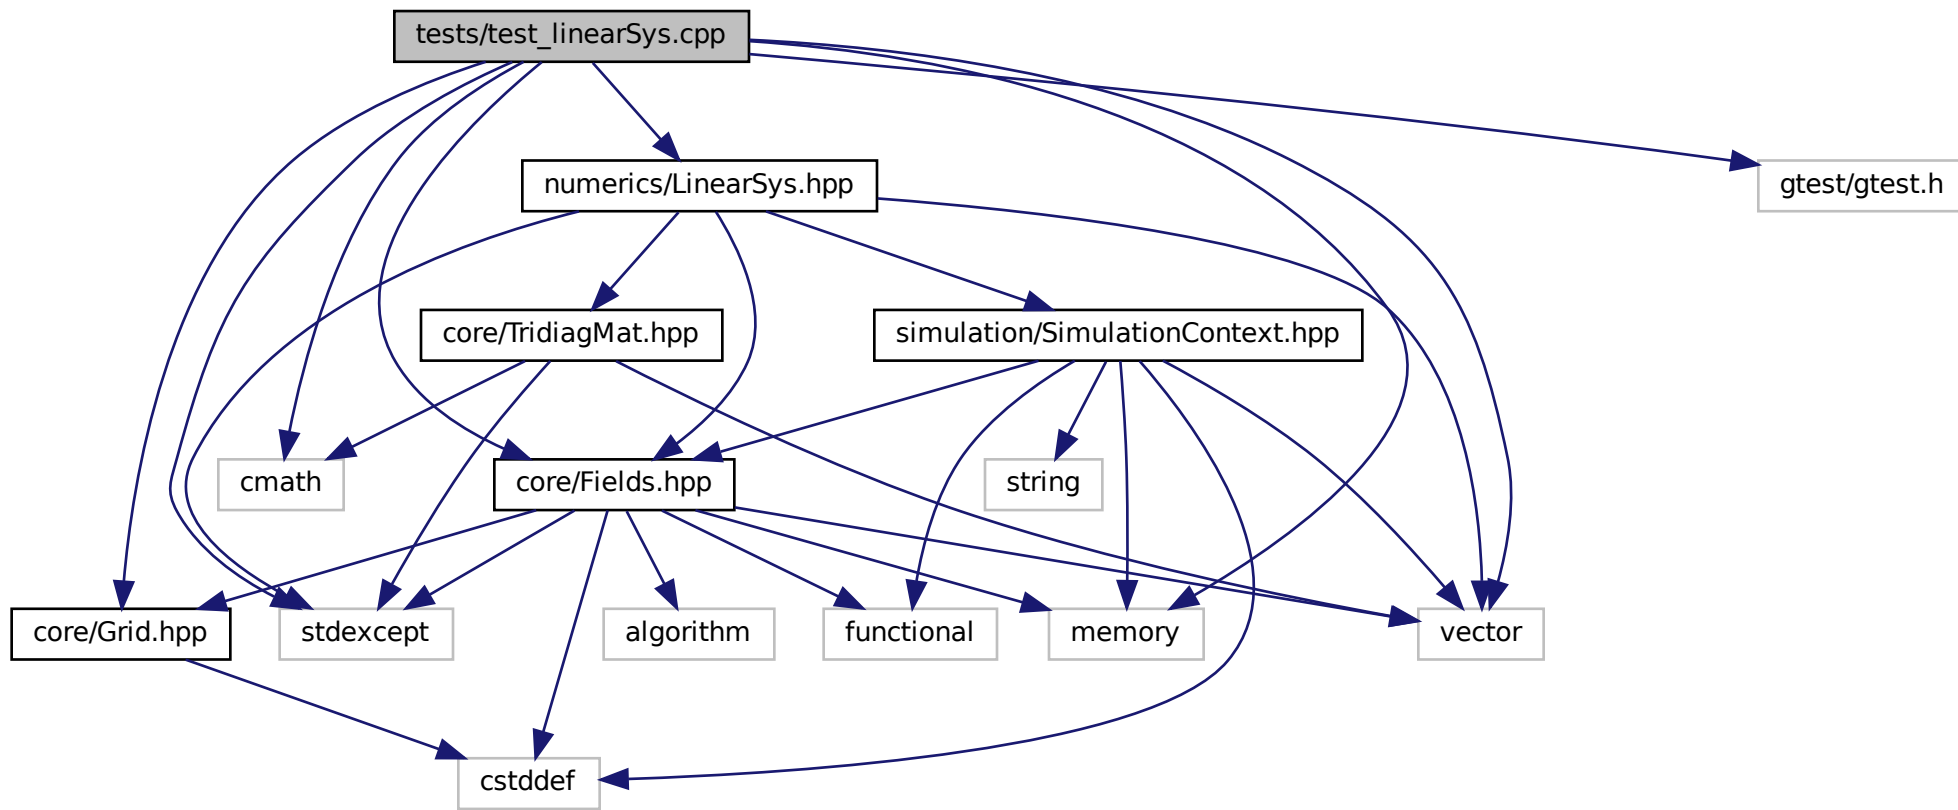 tests/test_linearSys.cpp
numerics/LinearSys.hpp
gtest/gtest.h
core/TridiagMat.hpp
simulation/SimulationContext.hpp
cmath
core/Fields.hpp
string
core/Grid.hpp
stdexcept
algorithm
functional
memory
vector
cstddef